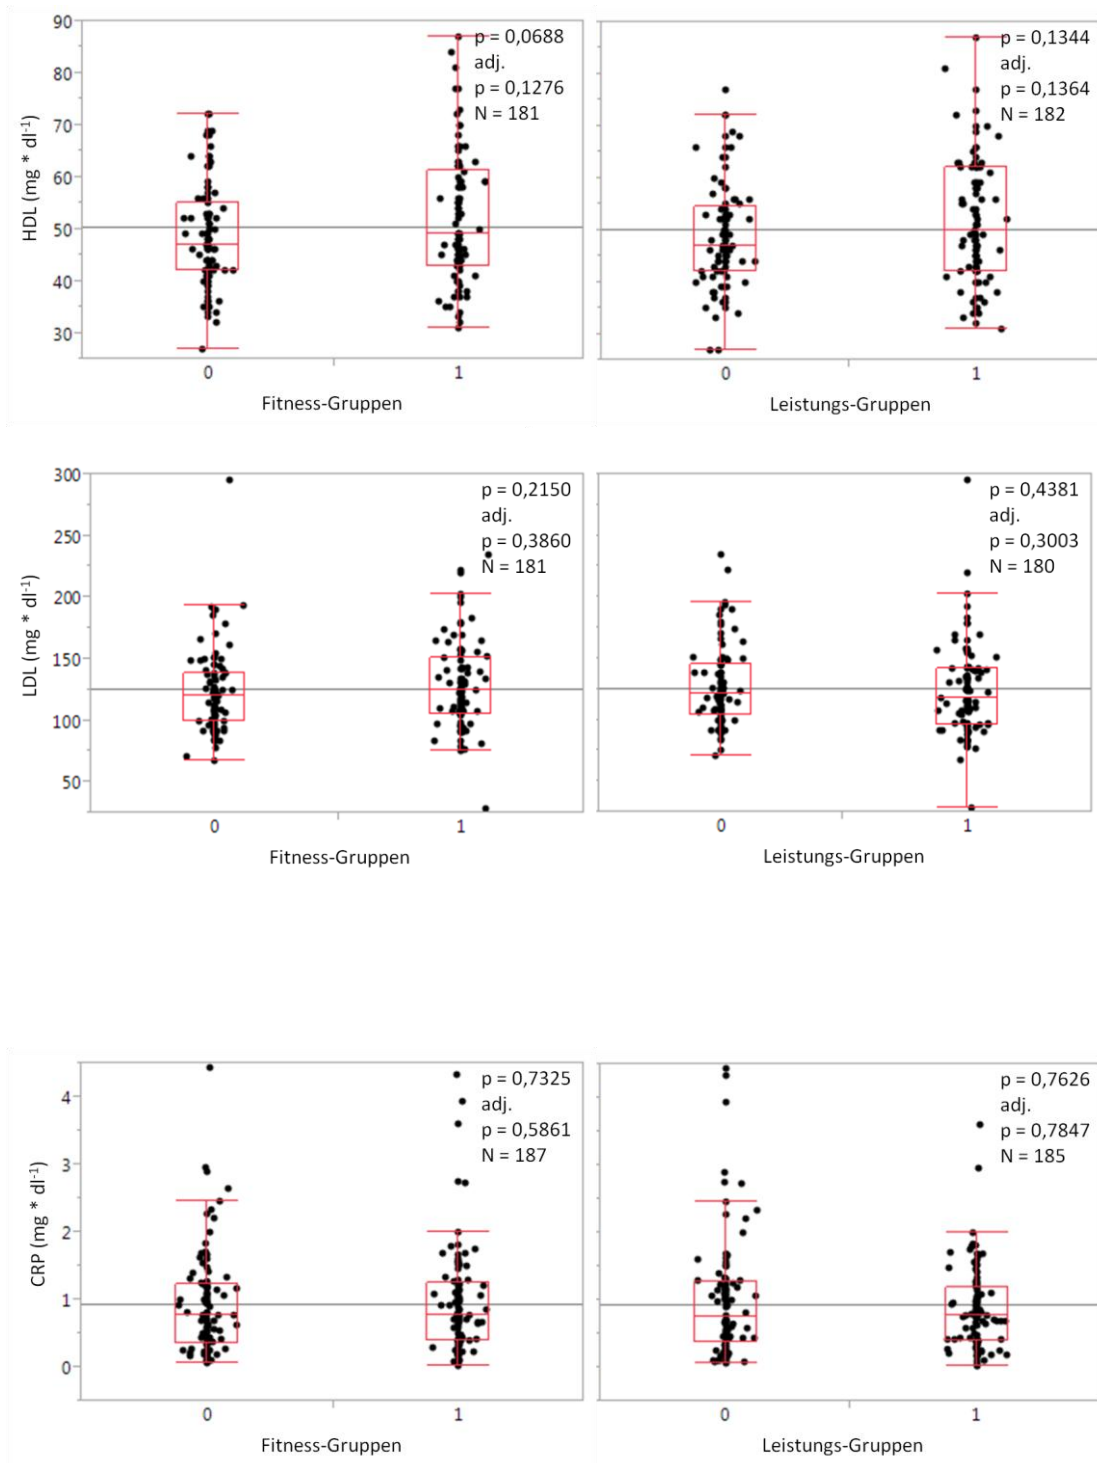 90
80
70
60
50
40
30
HDL (mg * dl-1)
p = 0,0688
adj.
p = 0,1276
N = 181
0
1
Fitness-Gruppen
p = 0,1344
adj.
p = 0,1364
N = 182
0
1
Leistungs-Gruppen
300
250
200
150
100
50
LDL (mg * dl-1)
p = 0,2150
adj.
p = 0,3860
N = 181
0
1
Fitness-Gruppen
p = 0,4381
adj.
p = 0,3003
N = 180
0
1
Leistungs-Gruppen
4
3
2
1
0
CRP (mg * dl-1)
p = 0,7325
adj.
p = 0,5861
N = 187
0
1
Fitness-Gruppen
p = 0,7626
adj.
p = 0,7847
N = 185
0
1
Leistungs-Gruppen